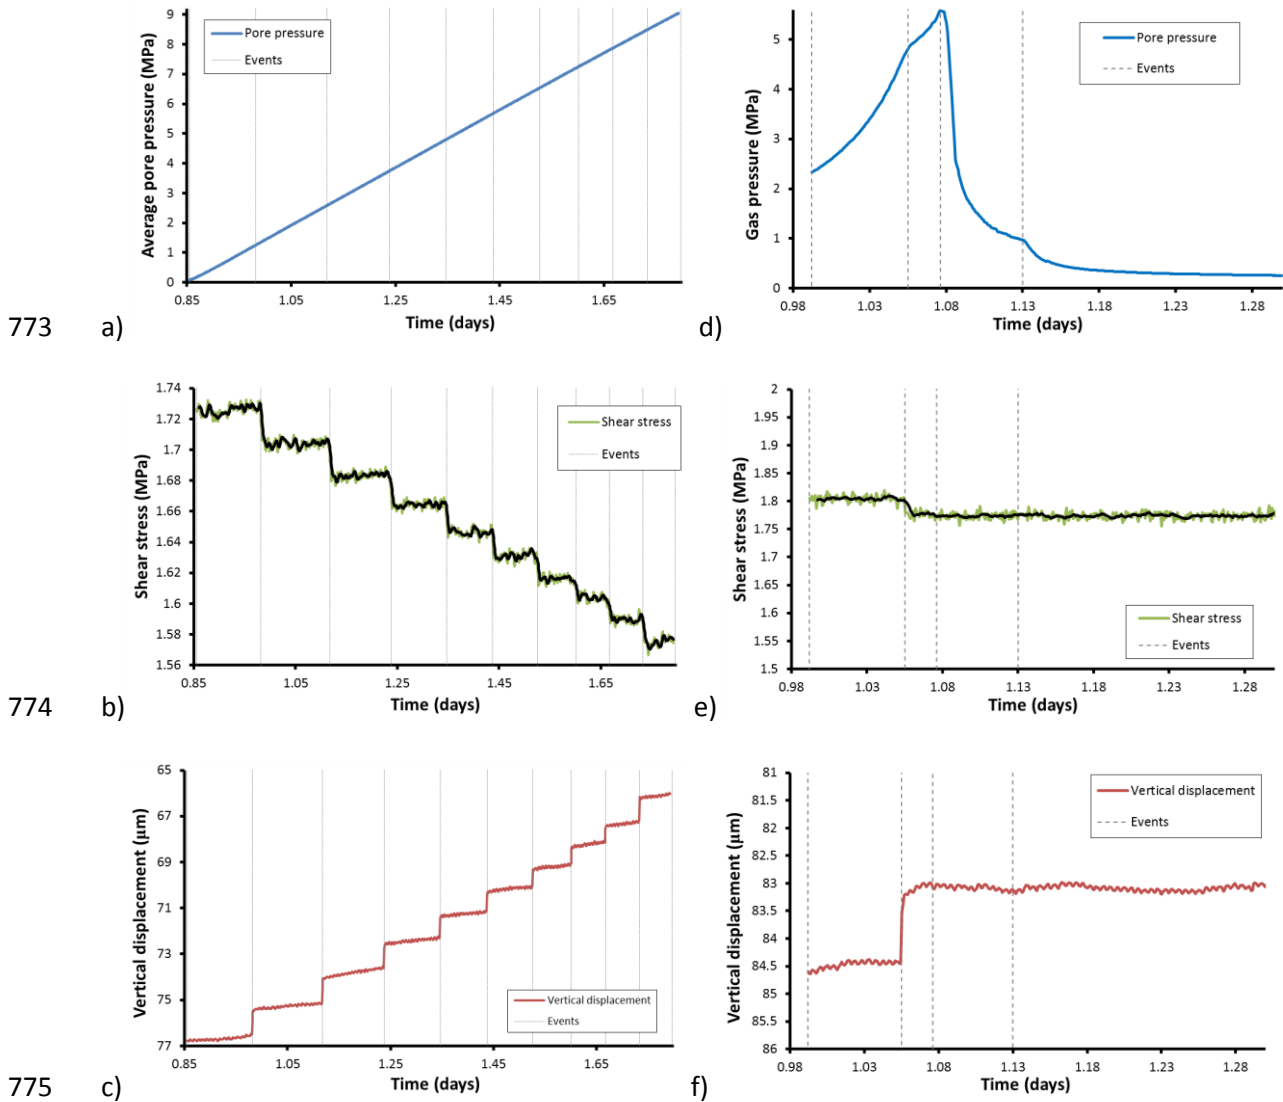 9
8
7
6
5
4
3
2
1
0
Average pore pressure (MPa)
Pore pressure
Events
0.85 1.05 1.25 1.45 1.65
Time (days)
773 a)
5
4
3
2
1
0
Gas pressure (MPa)
Pore pressure
Events
0.98 1.03 1.08 1.13 1.18 1.23 1.28
Time (days)
d)
1.74
1.72
1.7
1.68
1.66
1.64
1.62
1.6
1.58
1.56
Shear stress (MPa)
Shear stress
Events
0.85 1.05 1.25 1.45 1.65
Time (days)
774 b)
2
1.95
1.9
1.85
1.8
1.75
1.7
1.65
1.6
1.55
1.5
Shear stress (MPa)
Shear stress
Events
0.98 1.03 1.08 1.13 1.18 1.23 1.28
Time (days)
e)
65
67
69
71
73
75
77
Vertical displacement (µm)
Vertical displacement
Events
0.85 1.05 1.25 1.45 1.65
Time (days)
775 c)
81
81.5
82
82.5
83
83.5
84
84.5
85
85.5
86
Vertical displacement (µm)
Vertical displacement
Events
0.98 1.03 1.08 1.13 1.18 1.23 1.28
Time (days)
f)